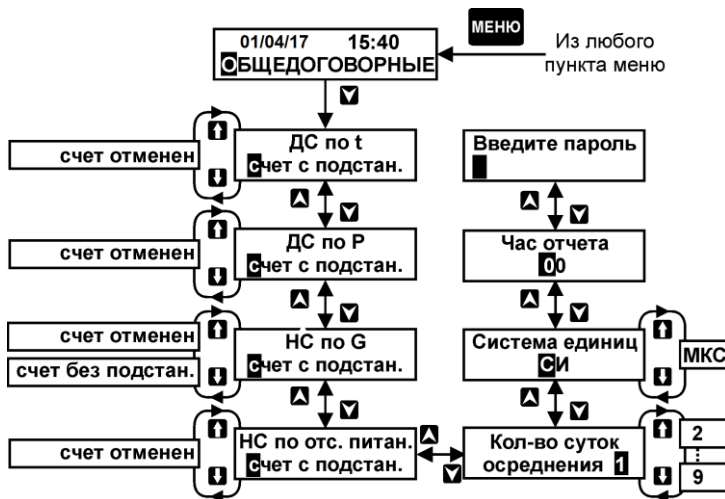 01/04/17 15:40
ОБЩЕДОГОВОРНЫЕ
МЕНЮ
Из любого
пункта меню
счет отменен
ДС по t
счет с подстан.
счет отменен
ДС по P
счет с подстан.
счет отменен
счет без подстан.
НС по G
счет с подстан.
счет отменен
НС по отс. питан.
счет с подстан.
Введите пароль
Час отчета
00
Система единиц
СИ
МКС
Кол-во суток
осреднения 1
2
9